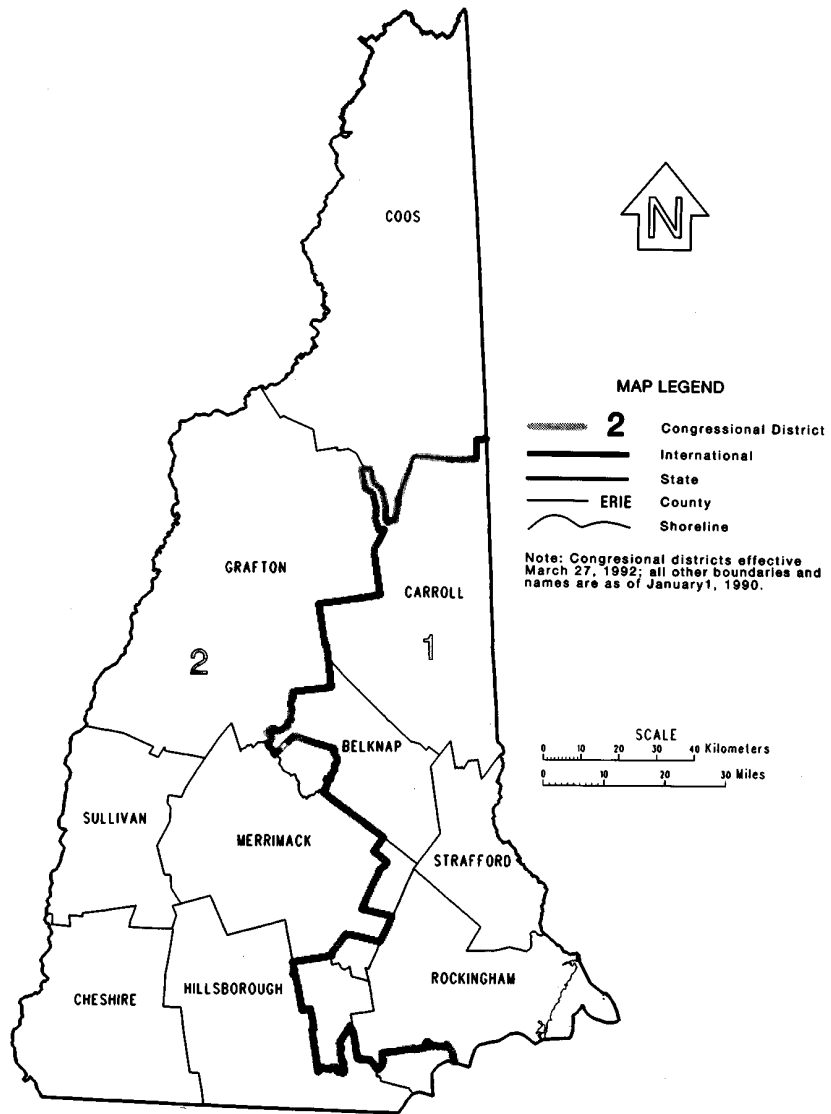 COOS
N
MAP LEGEND
2 Congressional District
International
State
ERIE County
Shoreline
Note: Congresional districts effective
March 27, 1992; all other boundaries and
names are as of January1, 1990.
GRAFTON
CARROLL
2
1
SCALE
0 10 20 30 40 Kilometers
0 10 20 30 Miles
BELKNAP
SULLIVAN
MERRIMACK
STRAFFORD
ROCKINGHAM
CHESHIRE
HILLSBOROUGH